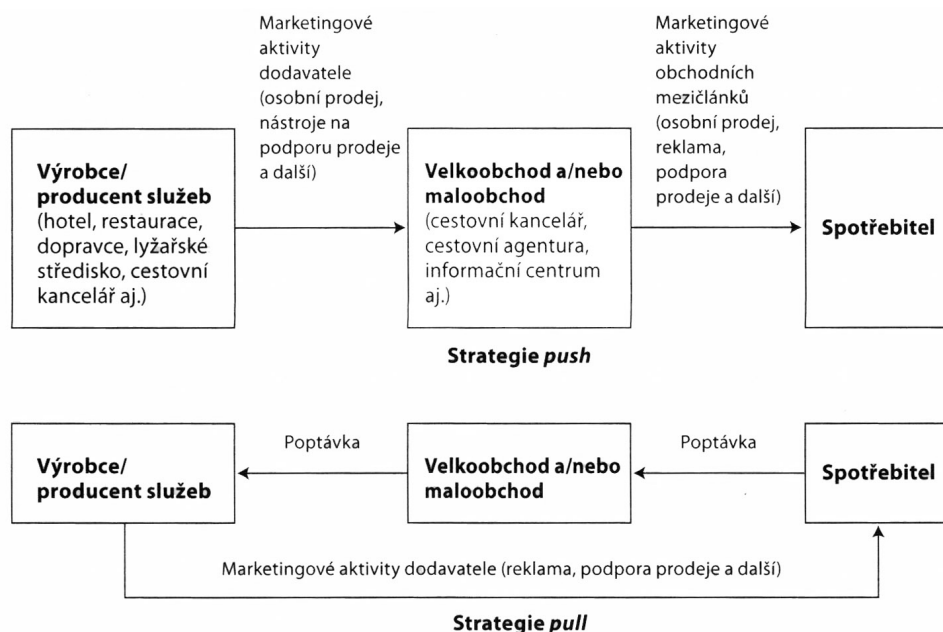 Marketingové
aktivity
dodavatele
(osobní prodej,
nástroje na
podporu prodeje
a další)
Marketingové
aktivity
obchodních
mezičlánků
(osobní prodej,
reklama,
podpora
prodeje a další)
Výrobce/
producent služeb
(hotel, restaurace,
dopravce, lyžařské
středisko, cestovní
kancelář aj.)
Velkoobchod a/nebo
maloobchod
(cestovní kancelář,
cestovní agentura,
informační centrum
aj.)
Spotřebitel
Strategie push
Výrobce/
producent služeb
Poptávka
Velkoobchod a/nebo
maloobchod
Poptávka
Spotřebitel
Marketingové aktivity dodavatele (reklama, podpora prodeje a další)
Strategie pull